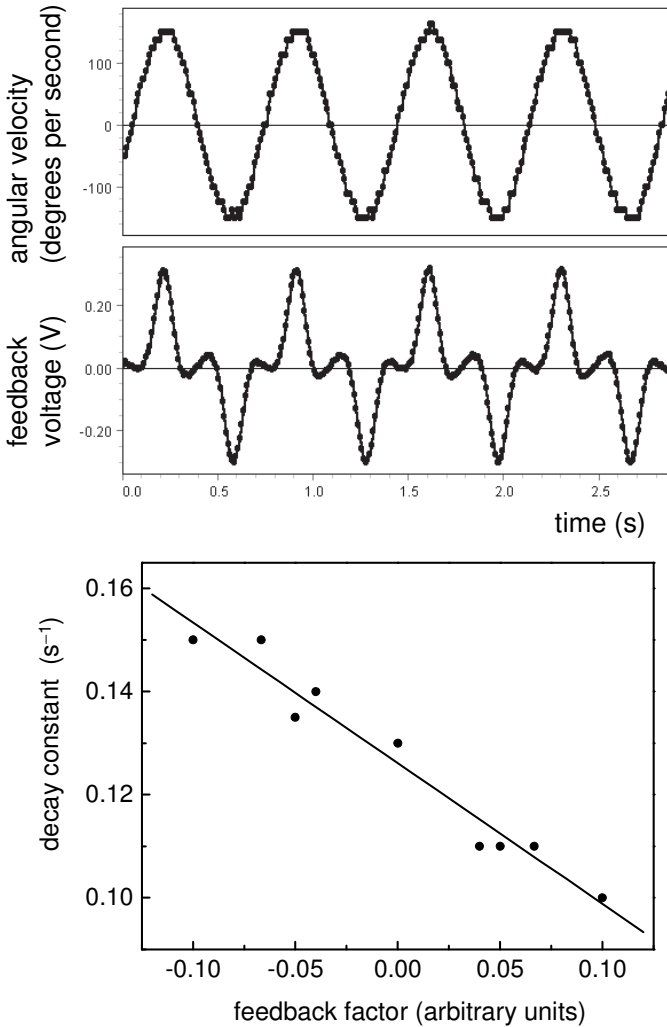 angular velocity
(degrees per second)
100
0
-100
feedback
voltage (V)
0.20
0.00
-0.20
0.0 0.5 1.0 1.5 2.0 2.5
time (s)
decay constant (s⁻¹)
0.16
0.14
0.12
0.10
-0.10 -0.05 0.00 0.05 0.10
feedback factor (arbitrary units)